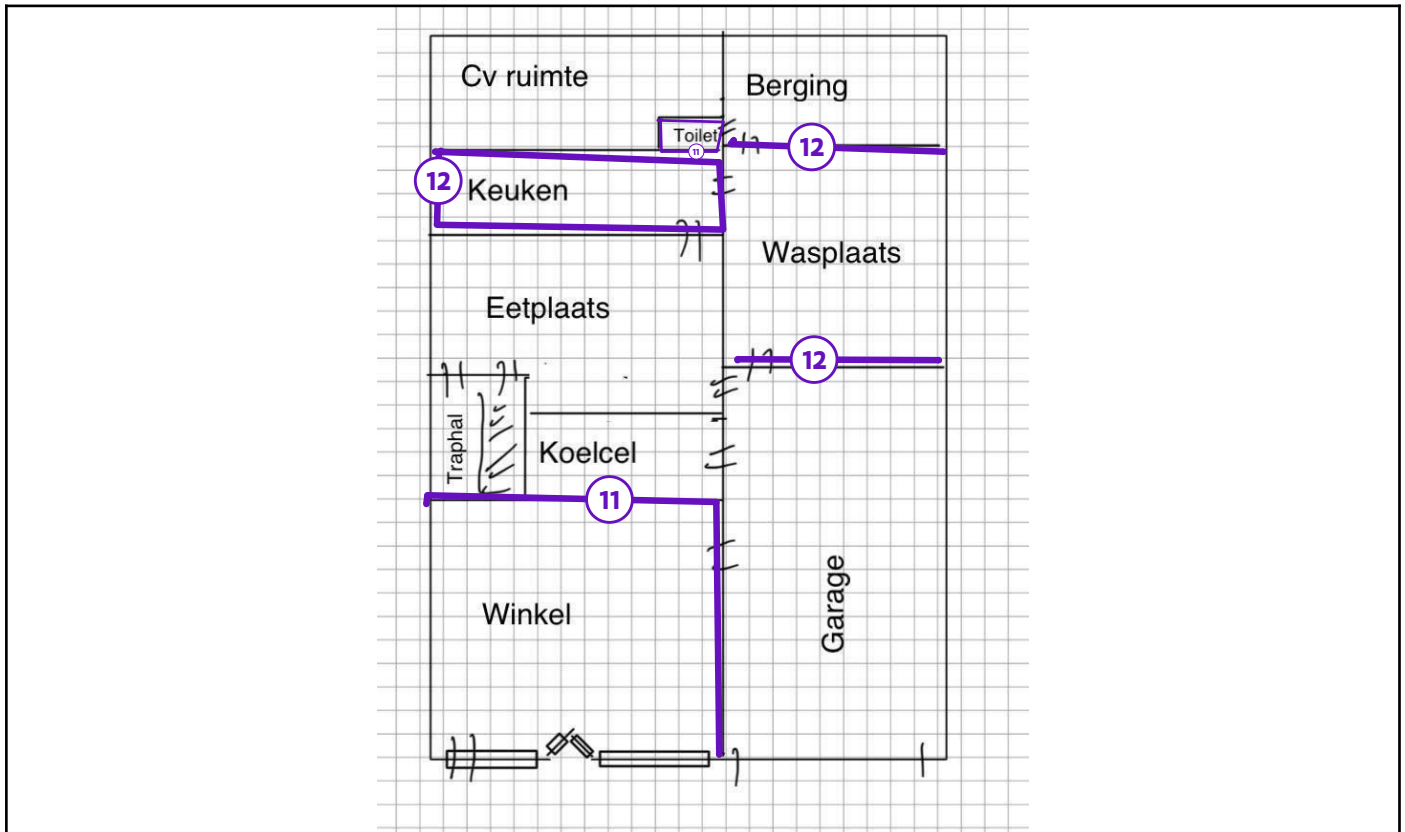 Cv ruimte
Berging
Toilet
11
12
12
Keuken
Wasplaats
Eetplaats
12
Traphal
Koelcel
11
Winkel
Garage